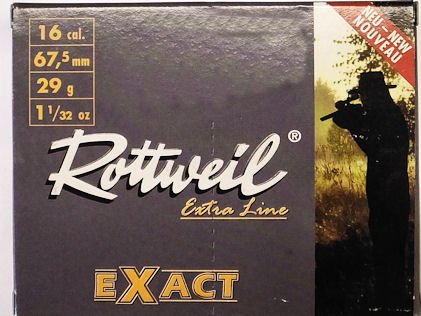 16 cal.
67,5 mm
29 g
1 1/32 oz
NEU – NEW
NOUVEAU
Rottweil ®
Extra Line
EXACT